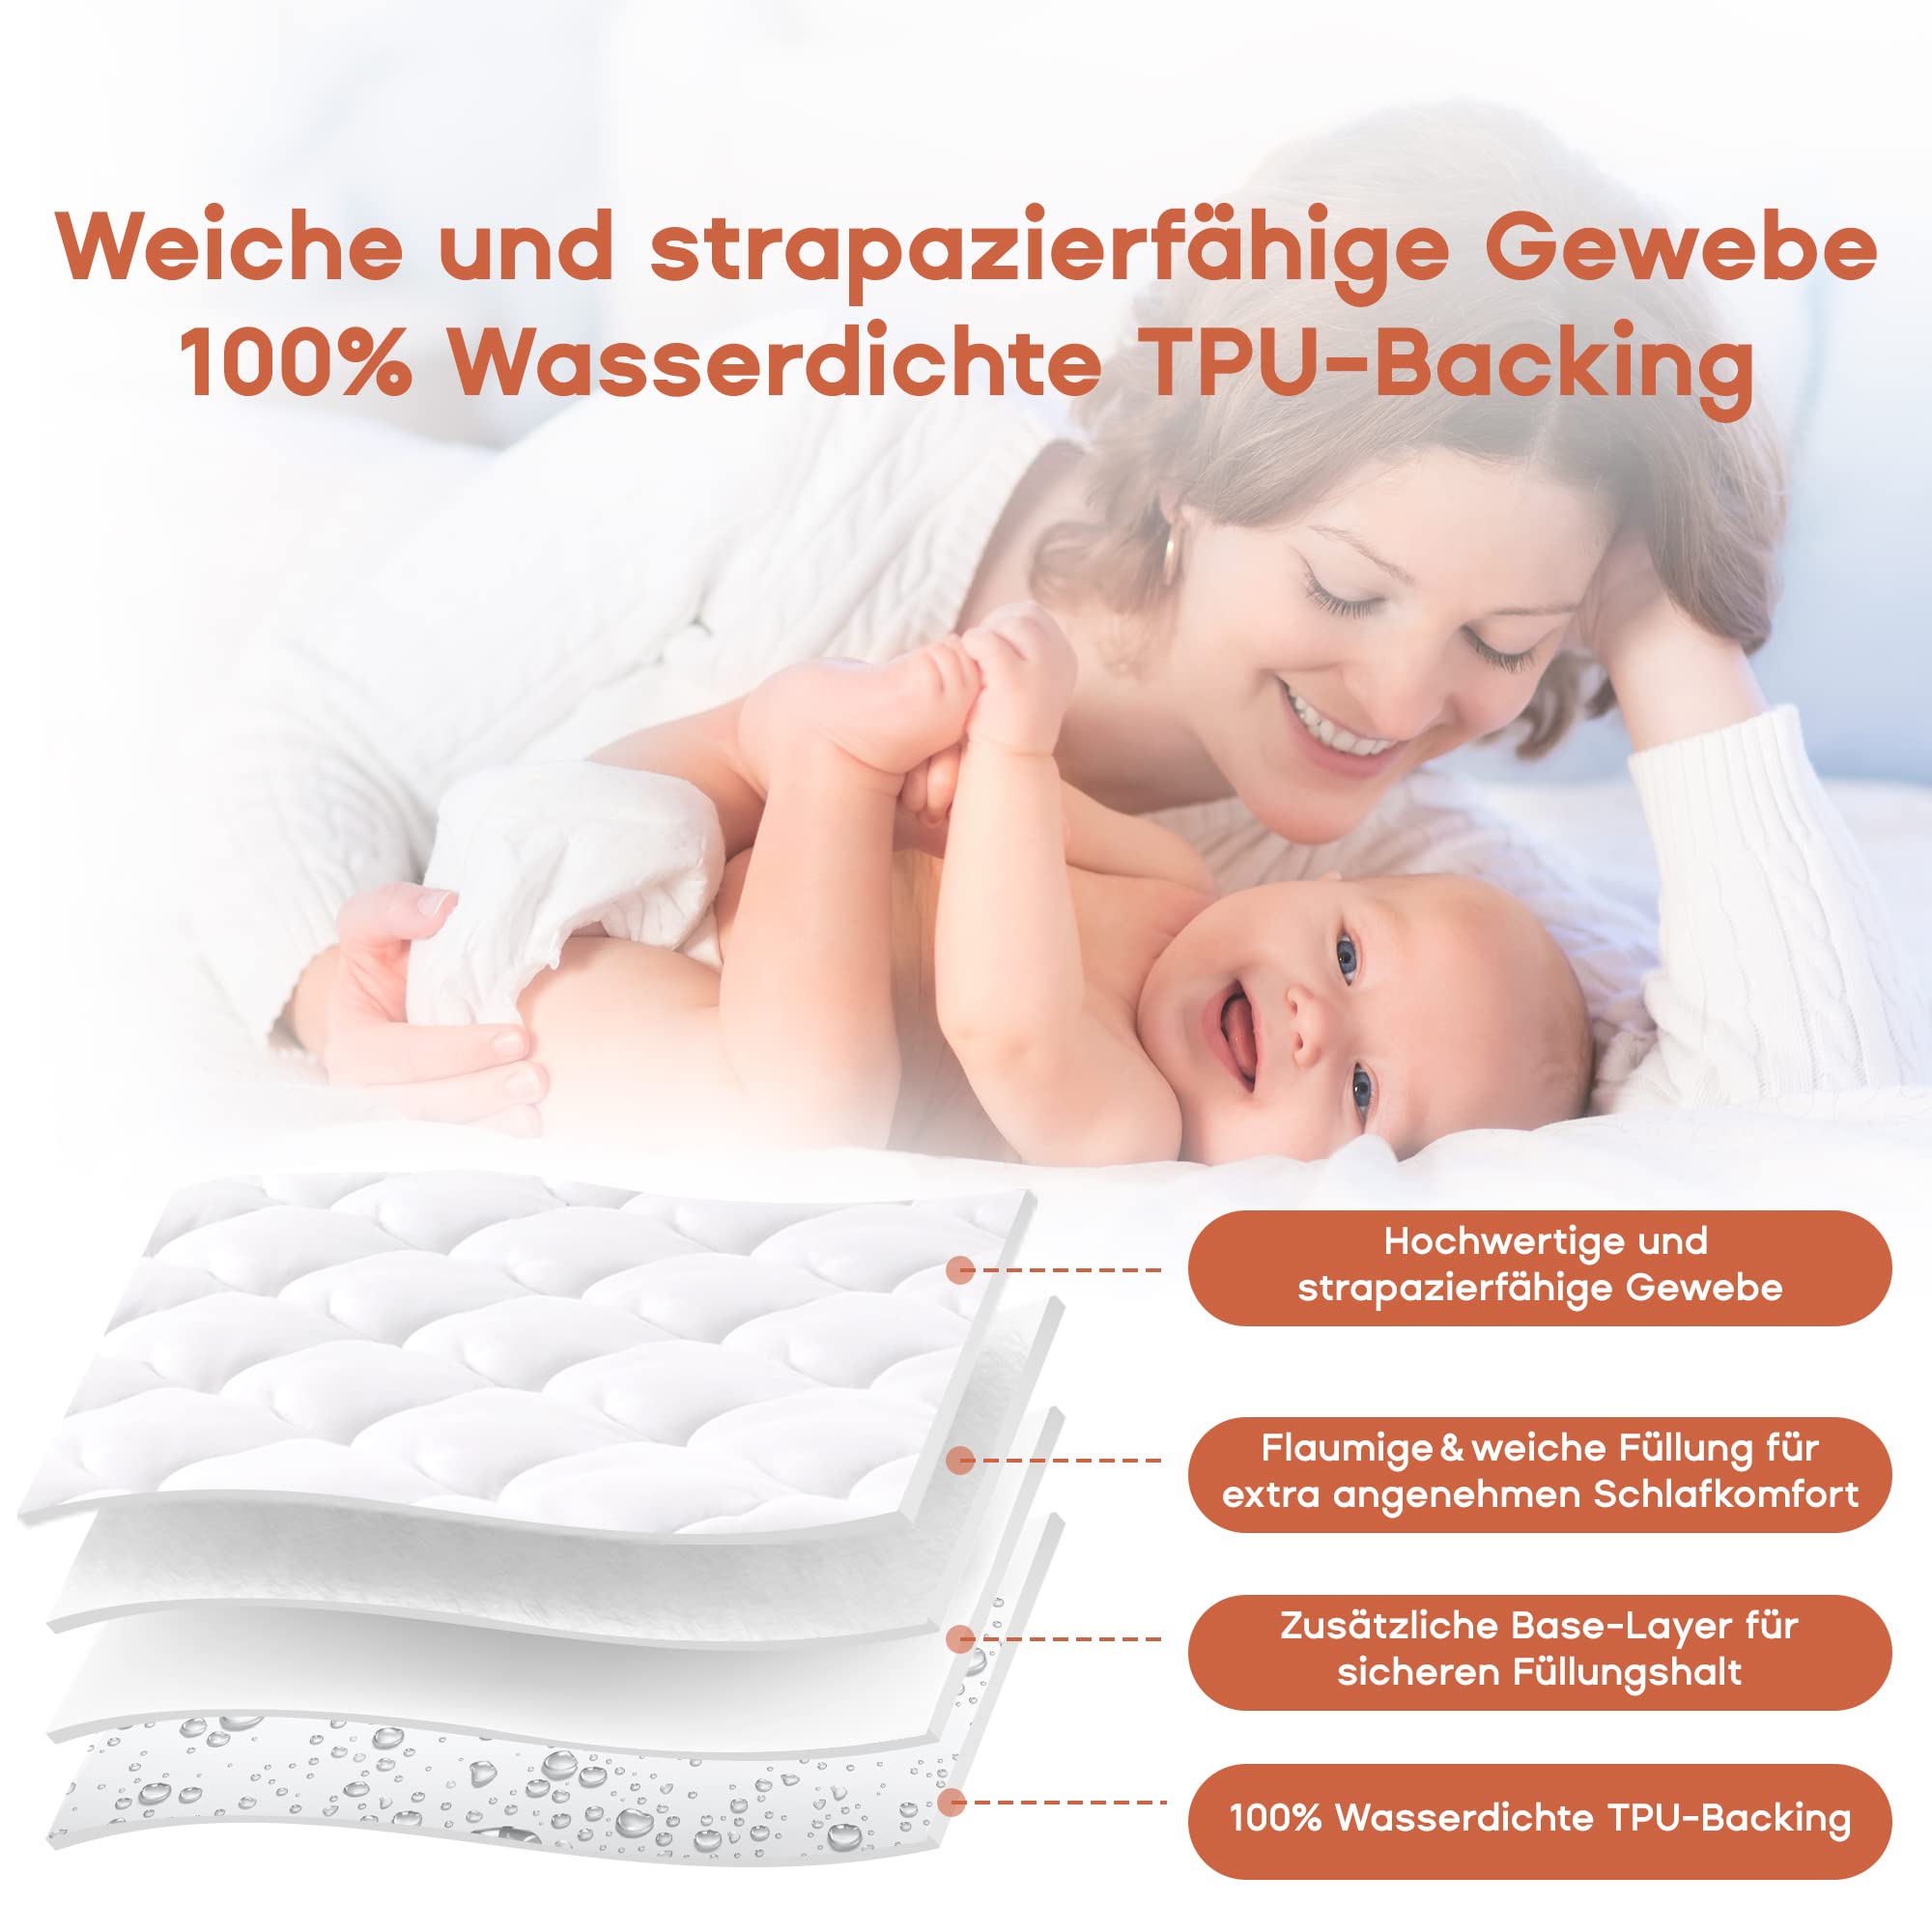 Weiche und strapazierfähige Gewebe
100% Wasserdichte TPU-Backing
Hochwertige und
strapazierfähige Gewebe
Flaumige & weiche Füllung für
extra angenehmen Schlafkomfort
Zusätzliche Base-Layer für
sicheren Füllungshalt
100% Wasserdichte TPU-Backing